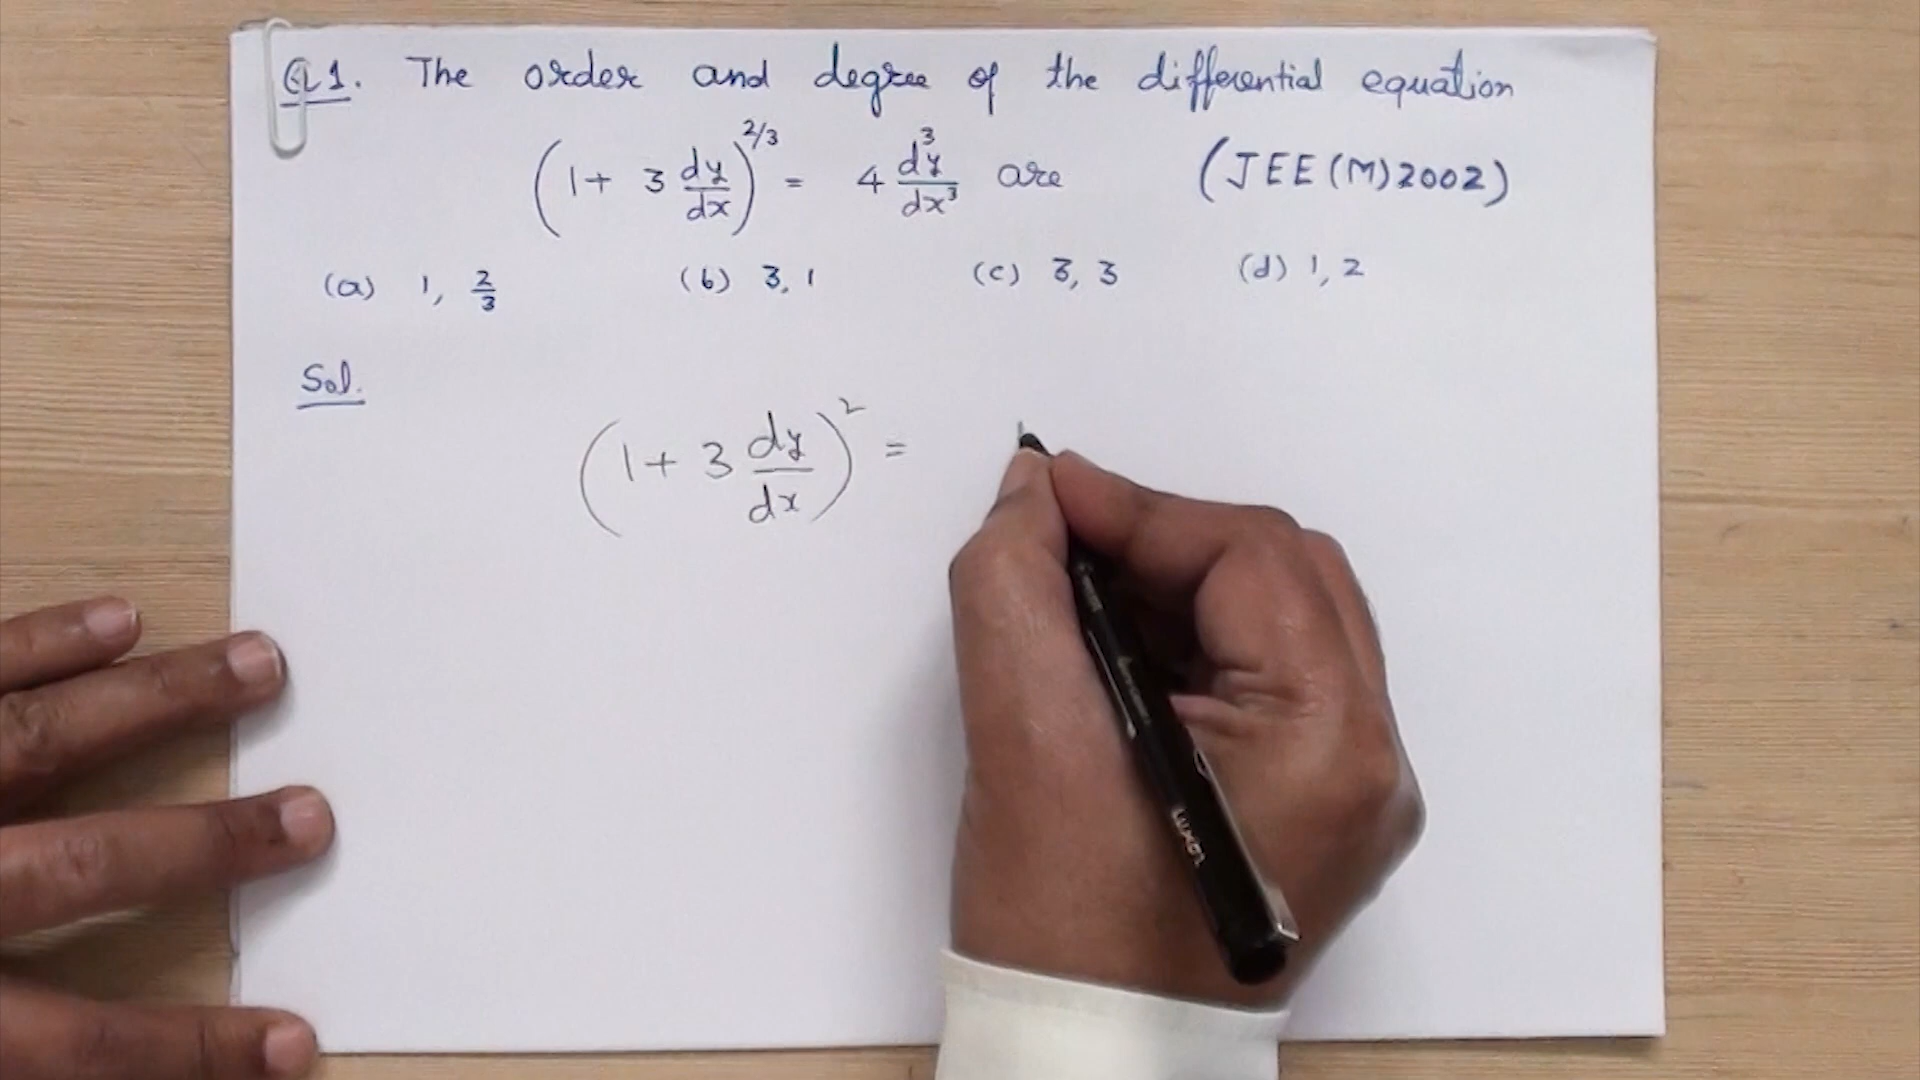 Q1. The order and degree of the differential equation
(1 + 3 dy/dx)^2/3 = 4 d³y/dx³ are (JEE(M)2002)
(a) 1, 2/3 (b) 3, 1 (c) 3, 3 (d) 1, 2
Sol.
(1 + 3 dy/dx)² =
Luxor